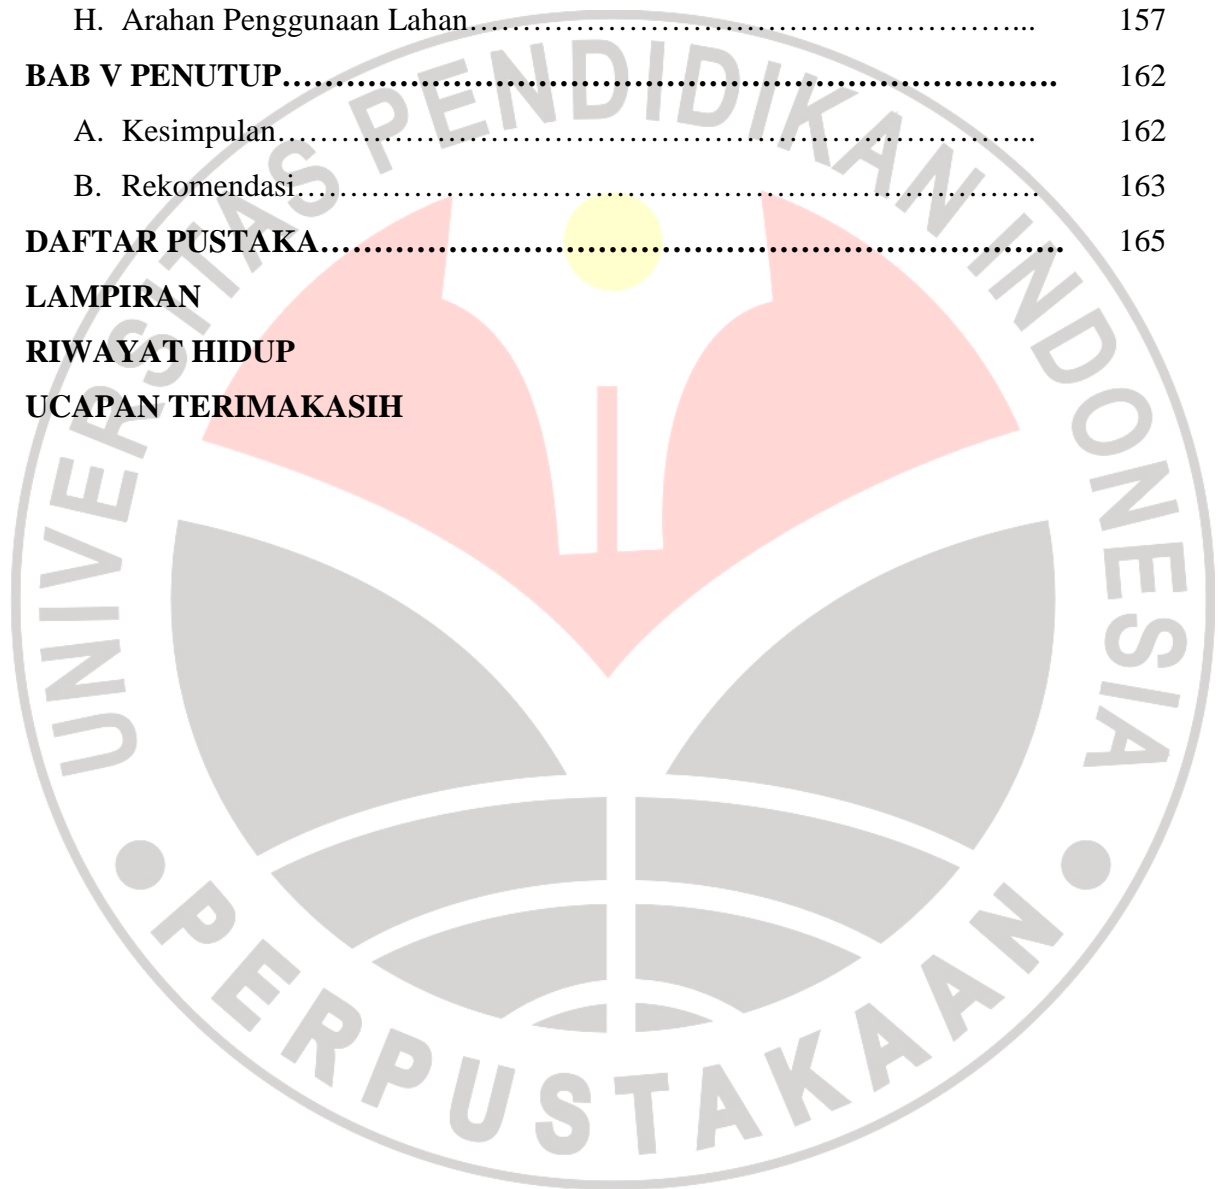 H. Arahan Penggunaan Lahan………………………………………………... 157
BAB V PENUTUP………………………………………………………………. 162
A. Kesimpulan………………………………………………………………... 162
B. Rekomendasi………………………………………………………………. 163
DAFTAR PUSTAKA……………………………………………………………. 165
LAMPIRAN
RIWAYAT HIDUP
UCAPAN TERIMAKASIH
UNIVERSITAS PENDIDIKAN INDONESIA
PERPUSTAKAAN